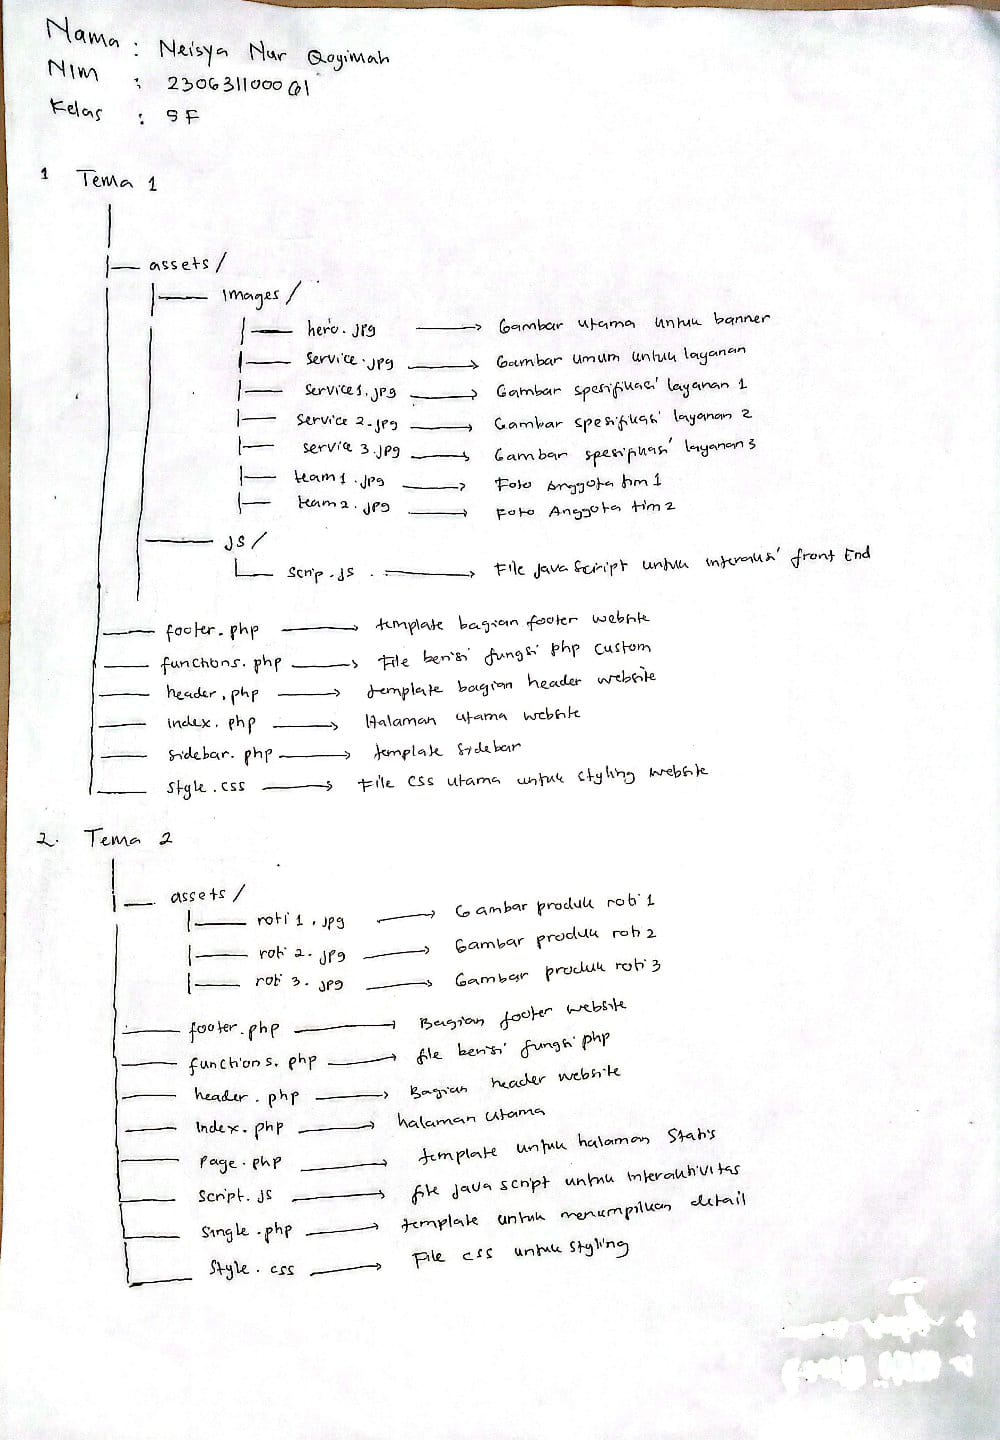 Nama : Neisya Nur Qoyimah
NIM : 230631100061
Kelas : 5F
1 Tema 1
assets/
Images/
hero.jpg → Gambar utama untuk banner
service.jpg → Gambar umum untuk layanan
service1.jpg → Gambar spesifikasi layanan 1
service 2.jpg → Gambar spesifikasi layanan 2
service 3.jpg → Gambar spesifikasi layanan 3
team1.jpg → Foto Anggota tim 1
team2.jpg → Foto Anggota tim 2
JS/
scrip.js → File Java Script untuk interaksi front End
footer.php → template bagian footer website
functions.php → File berisi fungsi php custom
header.php → template bagian header website
index.php → Halaman utama website
sidebar.php → template sidebar
style.css → File css utama untuk styling website
2. Tema 2
assets/
roti 1.jpg → Gambar produk roti 1
roti 2.jpg → Gambar produk roti 2
roti 3.jpg → Gambar produk roti 3
footer.php → Bagian footer website
functions.php → file berisi fungsi php
header.php → Bagian header website
Index.php → halaman utama
Page.php → template untuk halaman Statis
Script.js → file java script untuk interaktivitas
Single.php → template untuk menampilkan detail
Style.css → File css untuk styling